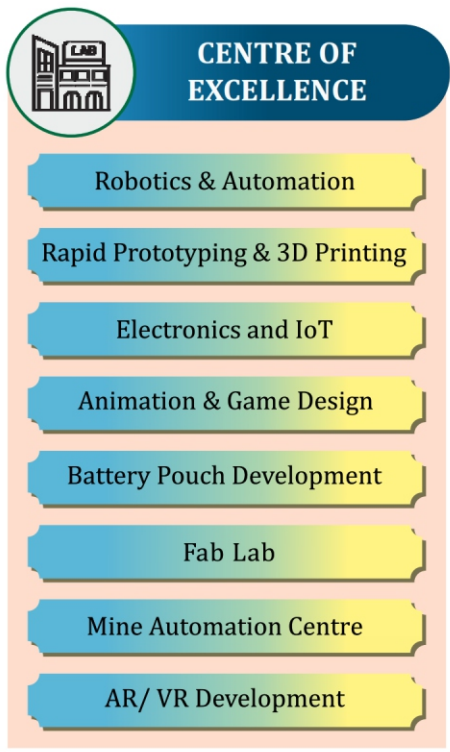 LAB
CENTRE OF
EXCELLENCE
Robotics & Automation
Rapid Prototyping & 3D Printing
Electronics and IoT
Animation & Game Design
Battery Pouch Development
Fab Lab
Mine Automation Centre
AR/ VR Development